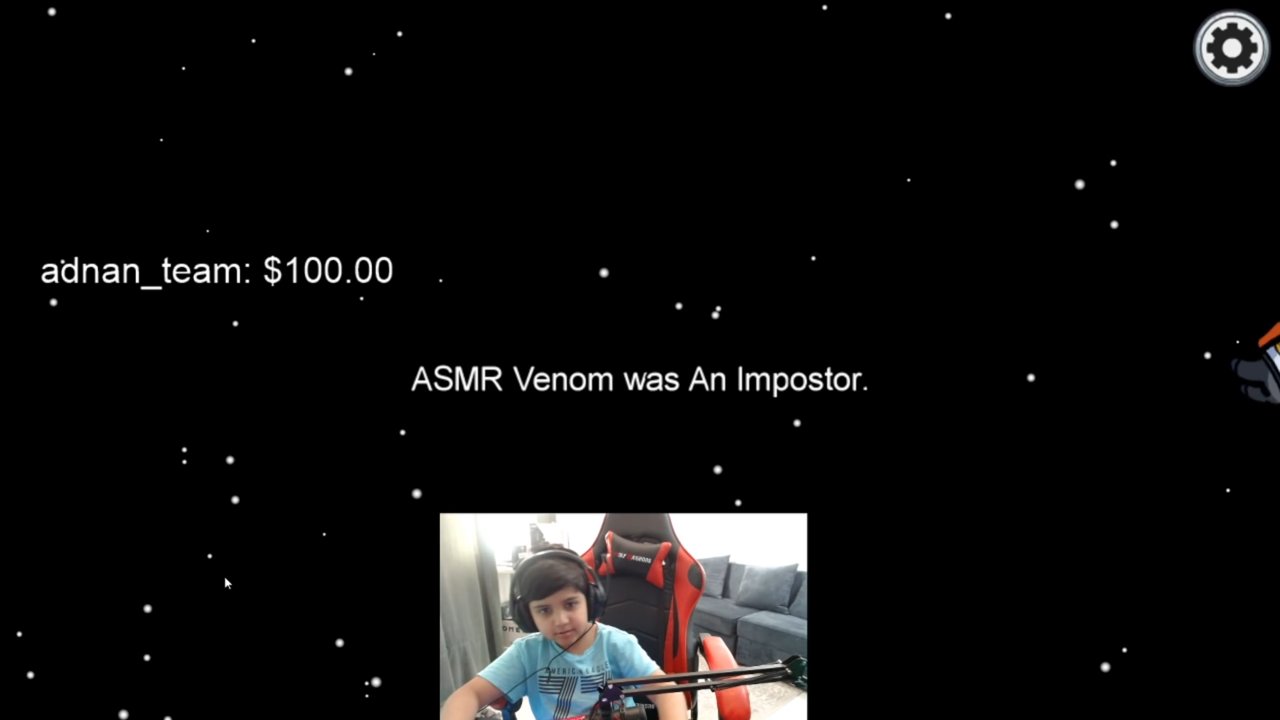 adnan_team: $100.00
ASMR Venom was An Impostor.